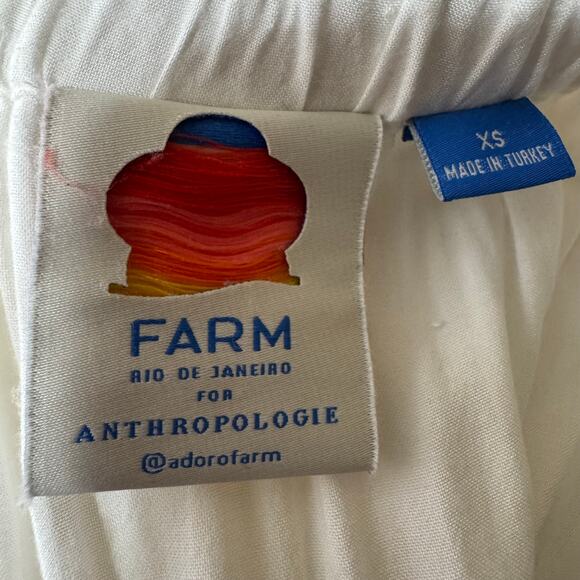 FARM
RIO DE JANEIRO
FOR
ANTHROPOLOGIE
@adorofarm
XS
MADE IN TURKEY